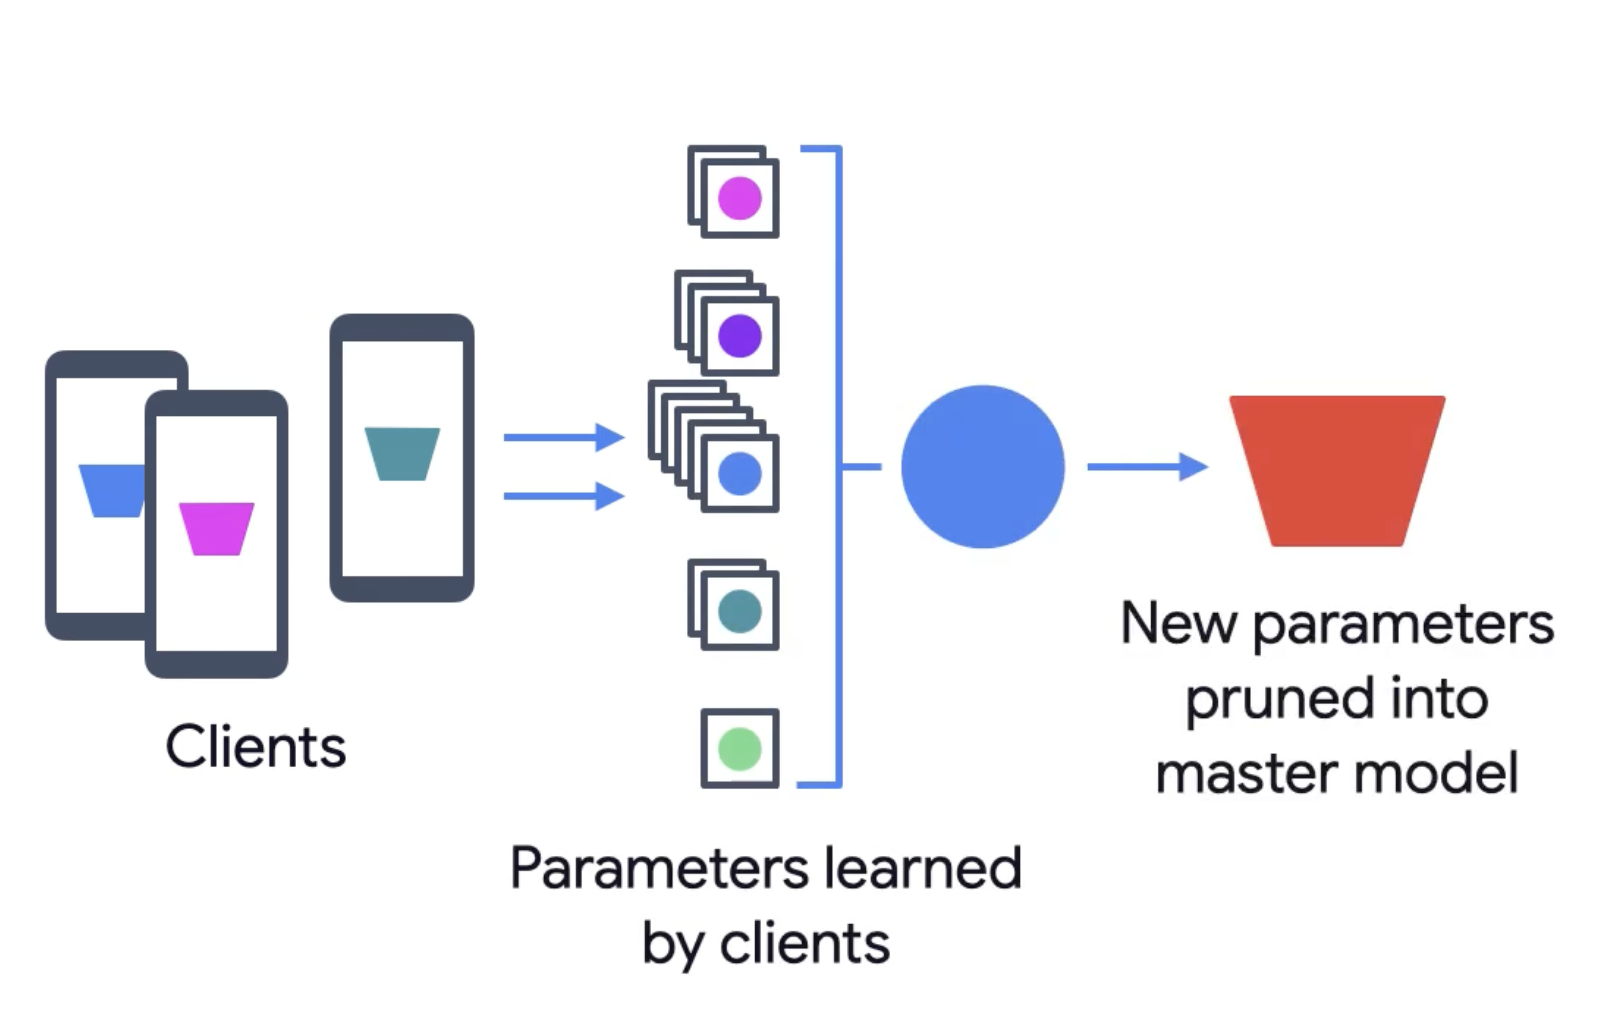 Clients
Parameters learned
by clients
New parameters
pruned into
master model